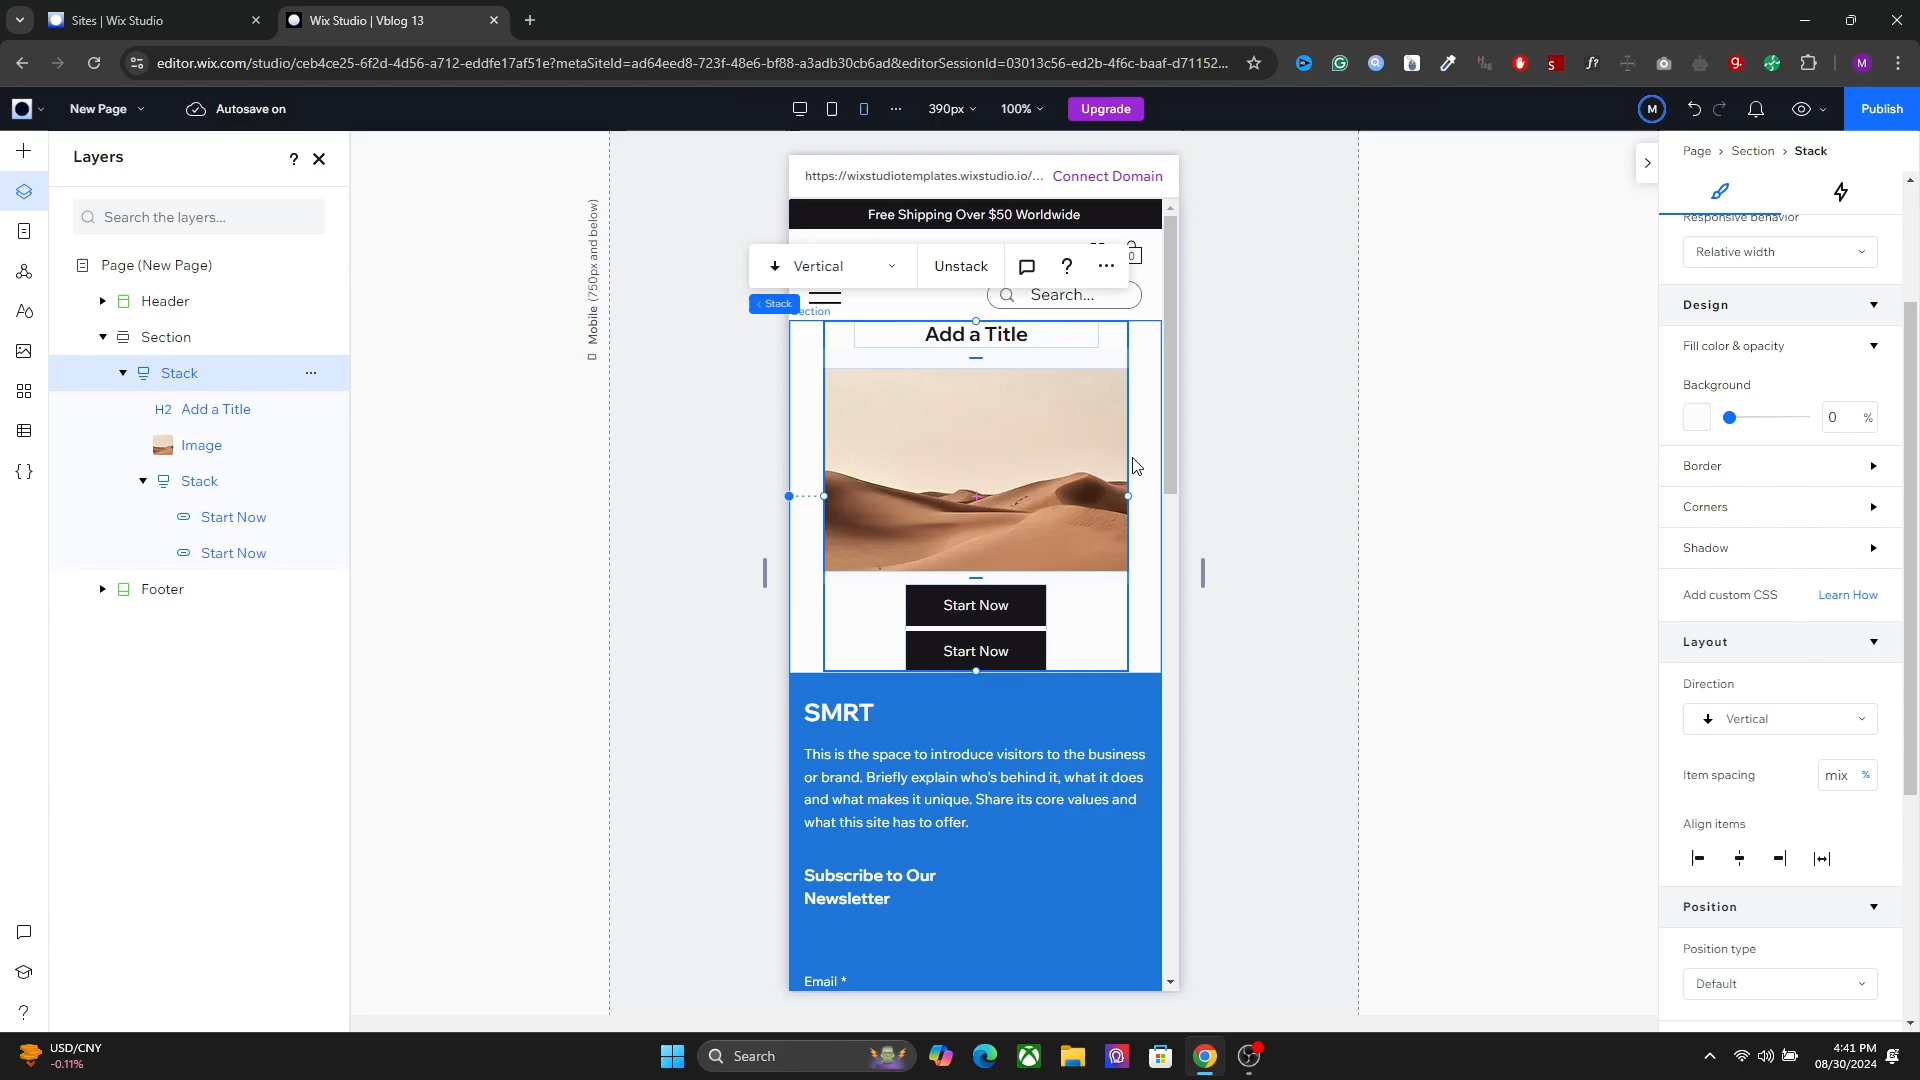 Sites | Wix Studio
Wix Studio | Vblog 13
editor.wix.com/studio/ceb4ce25-6f2d-4d56-a712-eddfe17af51e?metaSiteId=ad64eed8-723f-48e6-bf88-a3adb30cb6ad&editorSessionId=03013c56-ed2b-4f6c-baaf-d71152...
New Page
Autosave on
390px
100%
Upgrade
M
Publish
Layers
?
Search the layers...
Page (New Page)
Header
Section
Stack
H2 Add a Title
Image
Stack
Start Now
Start Now
Footer
Mobile (750px and below)
https://wixstudiotemplates.wixstudio.io/...
Connect Domain
Free Shipping Over $50 Worldwide
Vertical
Unstack
?
0
Stack
Search...
Add a Title
Start Now
Start Now
SMRT
This is the space to introduce visitors to the business
or brand. Briefly explain who's behind it, what it does
and what makes it unique. Share its core values and
what this site has to offer.
Subscribe to Our
Newsletter
Email *
Page > Section > Stack
Responsive behavior
Relative width
Design
Fill color & opacity
Background
0 %
Border
Corners
Shadow
Add custom CSS
Learn How
Layout
Direction
Vertical
Item spacing
mix %
Align items
Position
Position type
Default
USD/CNY
-0.11%
Search
4:41 PM
08/30/2024